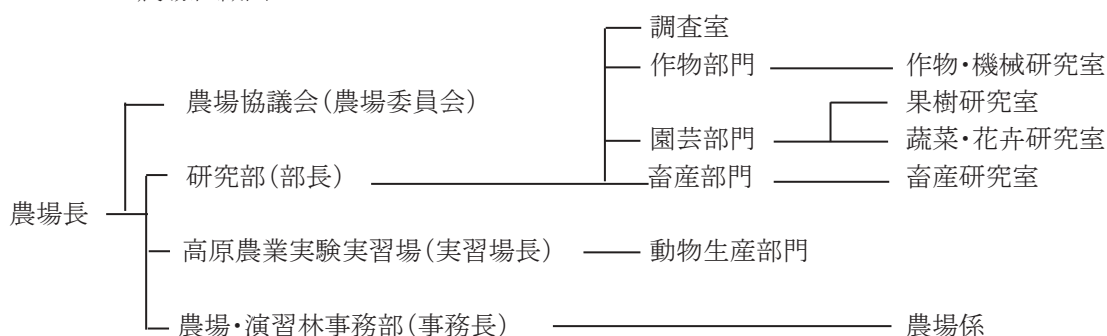 調査室
作物部門 作物・機械研究室
農場協議会(農場委員会) 果樹研究室
園芸部門 蔬菜・花卉研究室
研究部(部長) 畜産部門 畜産研究室
農場長
高原農業実験実習場(実習場長) 動物生産部門
農場・演習林事務部(事務長) 農場係